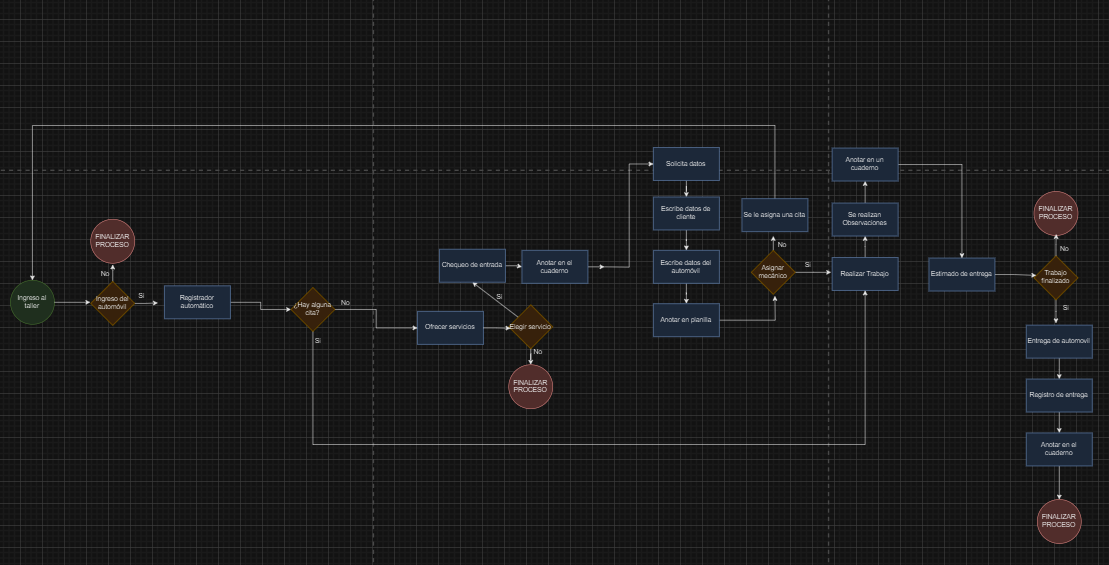 Ingreso al
taller
FINALIZAR
PROCESO
No
Ingreso del
automóvil
Si
Registrador
automático
¿Hay alguna
cita?
No
Si
Ofrecer servicios
Elegir servicio
Si
No
FINALIZAR
PROCESO
Chequeo de entrada
Anotar en el
cuaderno
Solicita datos
Escribe datos de
cliente
Escribe datos del
automóvil
Anotar en planilla
Se le asigna una cita
No
Asignar
mecánico
Si
Anotar en un
cuaderno
Se realizan
Observaciones
Realizar Trabajo
Estimado de entrega
FINALIZAR
PROCESO
No
Trabajo
finalizado
Si
Entrega de automovil
Registro de entrega
Anotar en el
cuaderno
FINALIZAR
PROCESO